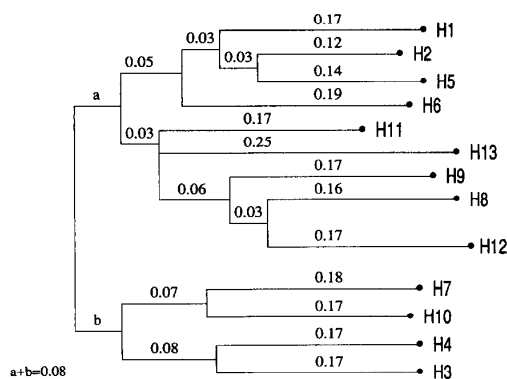 0.17 H1
0.03 0.12 H2
0.03
0.05 0.14 H5
0.19 H6
a
0.17 H11
0.03 0.25 H13
0.17 H9
0.06 0.16 H8
0.03
0.17 H12
0.18 H7
0.07 0.17 H10
b
0.17 H4
0.08 0.17 H3
a+b=0.08